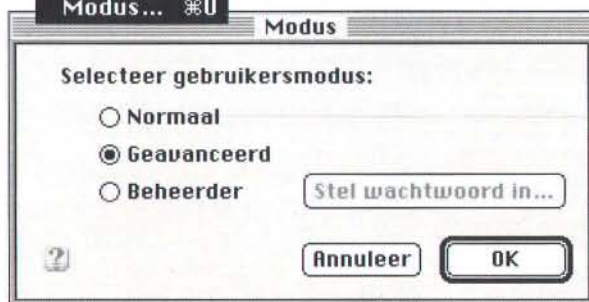 Modus... ⌘U
Modus
Selecteer gebruikersmodus:
Normaal
Geavanceerd
Beheerder
Stel wachtwoord in...
?
Annuleer
OK